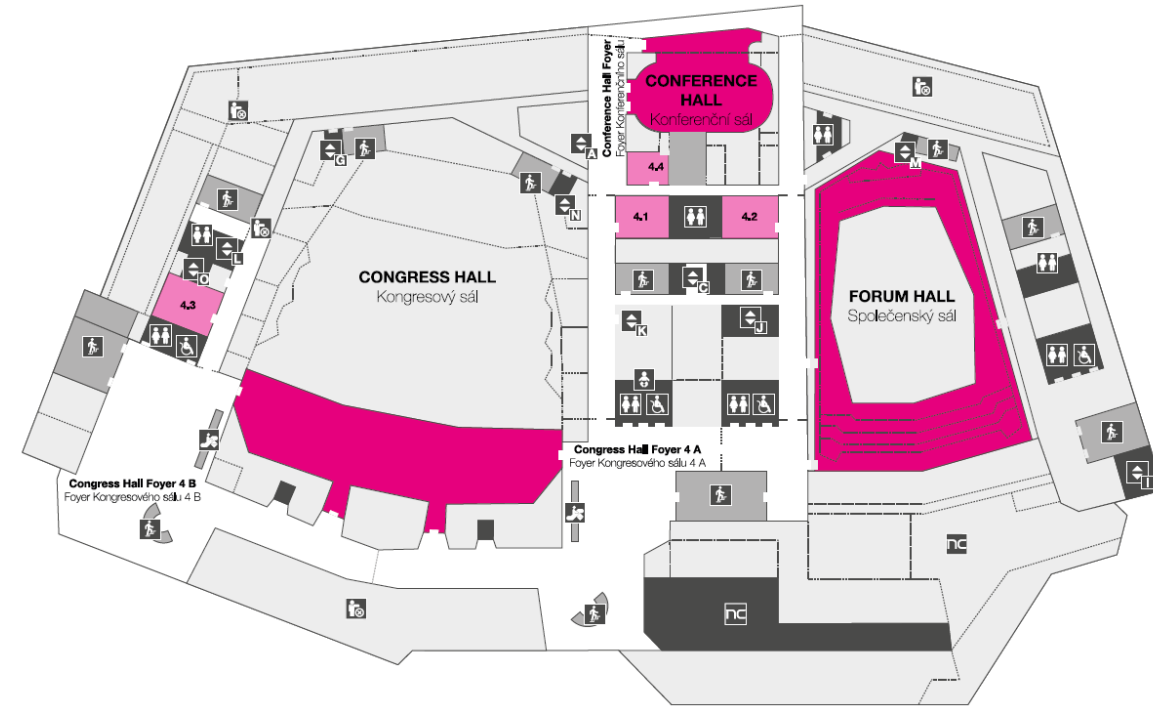 Conference Hall Foyer
Foyer Konferenčního sálu
CONFERENCE
HALL
Konferenční sál
4.4
4.1
4.2
A
G
N
M
L
O
4.3
C
K
J
I
CONGRESS HALL
Kongresový sál
FORUM HALL
Společenský sál
Congress Hall Foyer 4 A
Foyer Kongresového sálu 4 A
Congress Hall Foyer 4 B
Foyer Kongresového sálu 4 B
nc
nc